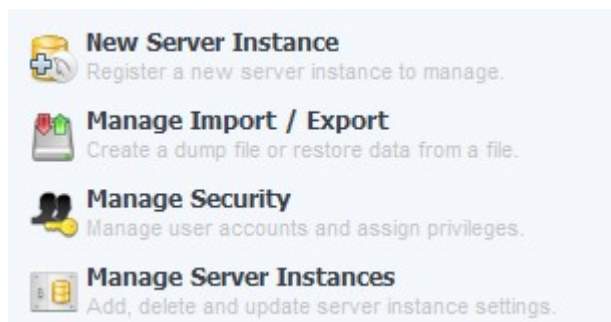 New Server Instance
Register a new server instance to manage.
Manage Import / Export
Create a dump file or restore data from a file.
Manage Security
Manage user accounts and assign privileges.
Manage Server Instances
Add, delete and update server instance settings.